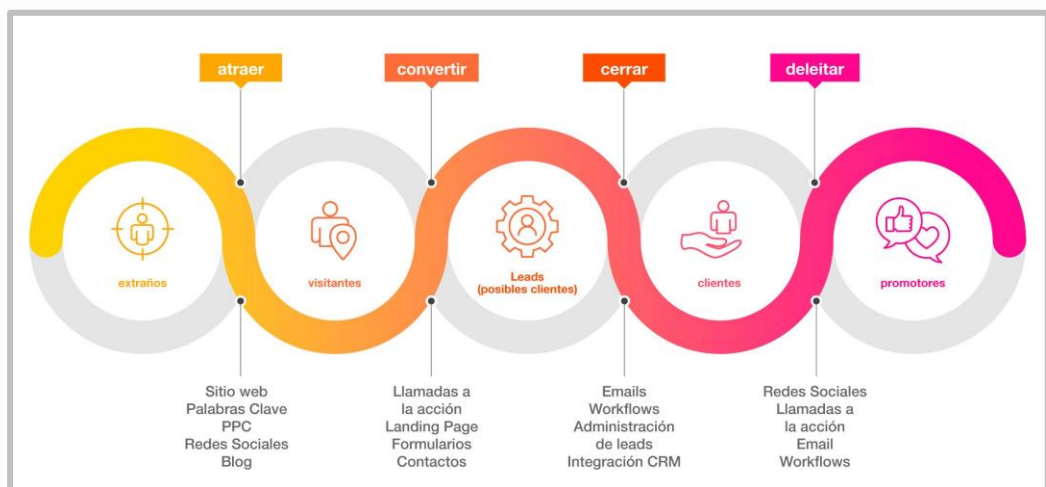 atraer
convertir
cerrar
deleitar
extraños
visitantes
Leads
(posibles clientes)
clientes
promotores
Sitio web
Palabras Clave
PPC
Redes Sociales
Blog
Llamadas a
la acción
Landing Page
Formularios
Contactos
Emails
Workflows
Administración
de leads
Integración CRM
Redes Sociales
Llamadas a
la acción
Email
Workflows